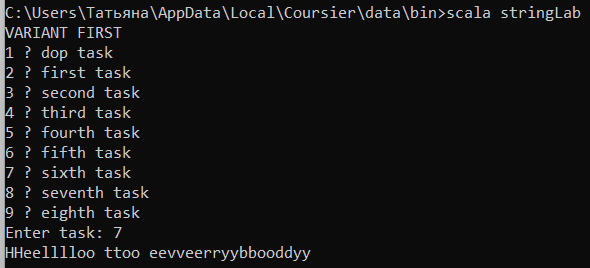 C:\Users\Татьяна\AppData\Local\Coursier\data\bin>scala stringLab
VARIANT FIRST
1 ? dop task
2 ? first task
3 ? second task
4 ? third task
5 ? fourth task
6 ? fifth task
7 ? sixth task
8 ? seventh task
9 ? eighth task
Enter task: 7
HHeelllloo ttoo eevveerryybbooddyy